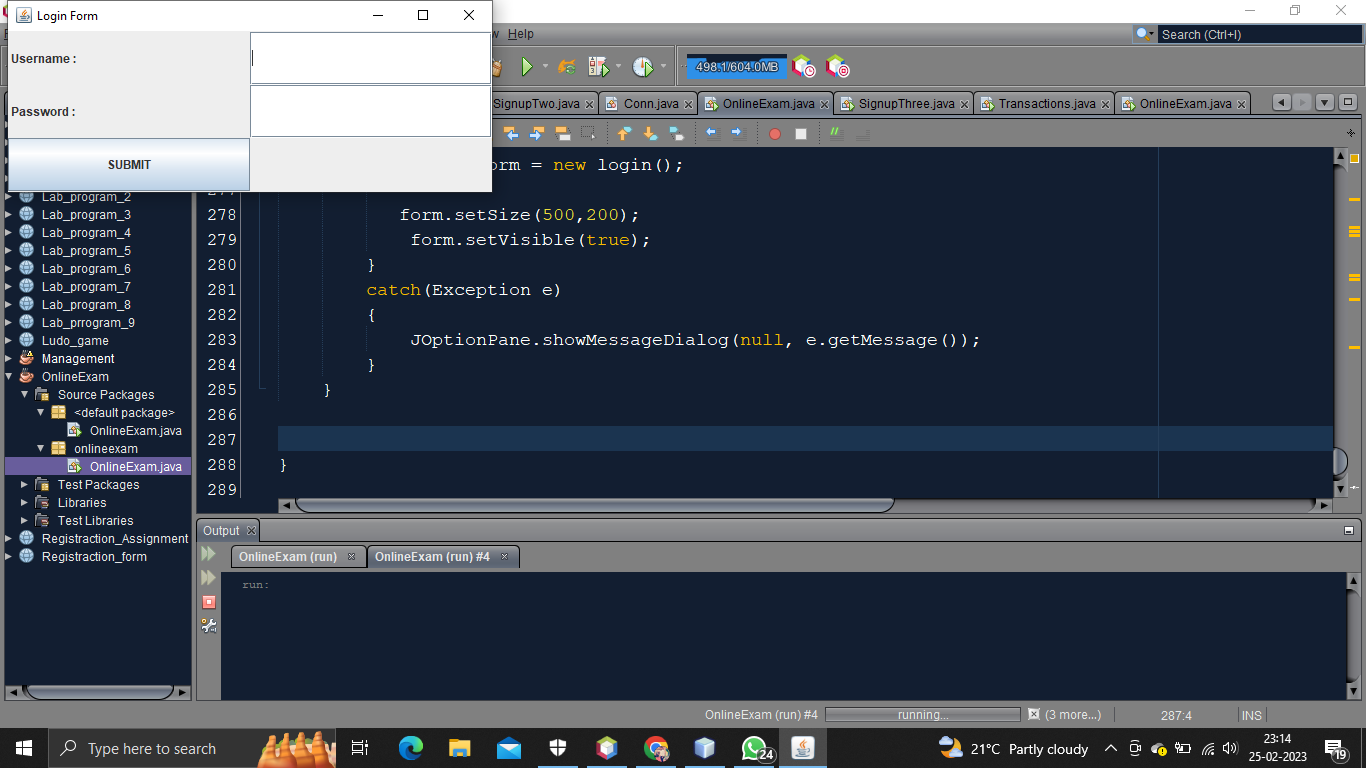 Login Form
Username :
Password :
SUBMIT
Help
Search (Ctrl+I)
498.1/604.0MB
SignupTwo.java
Conn.java
OnlineExam.java
SignupThree.java
Transactions.java
OnlineExam.java
Lab_program_2
Lab_program_3
Lab_program_4
Lab_program_5
Lab_program_6
Lab_program_7
Lab_program_8
Lab_prrogram_9
Ludo_game
Management
OnlineExam
Source Packages
<default package>
OnlineExam.java
onlineexam
OnlineExam.java
Test Packages
Libraries
Test Libraries
Registraction_Assignment
Registraction_form
= new login();
278 form.setSize(500,200);
279 form.setVisible(true);
280 }
281 catch(Exception e)
282 {
283 JOptionPane.showMessageDialog(null, e.getMessage());
284 }
285 }
286
287
288 }
289
Output
OnlineExam (run)
OnlineExam (run) #4
run:
OnlineExam (run) #4
running...
(3 more...)
287:4
INS
Type here to search
24
21°C Partly cloudy
23:14
25-02-2023
19